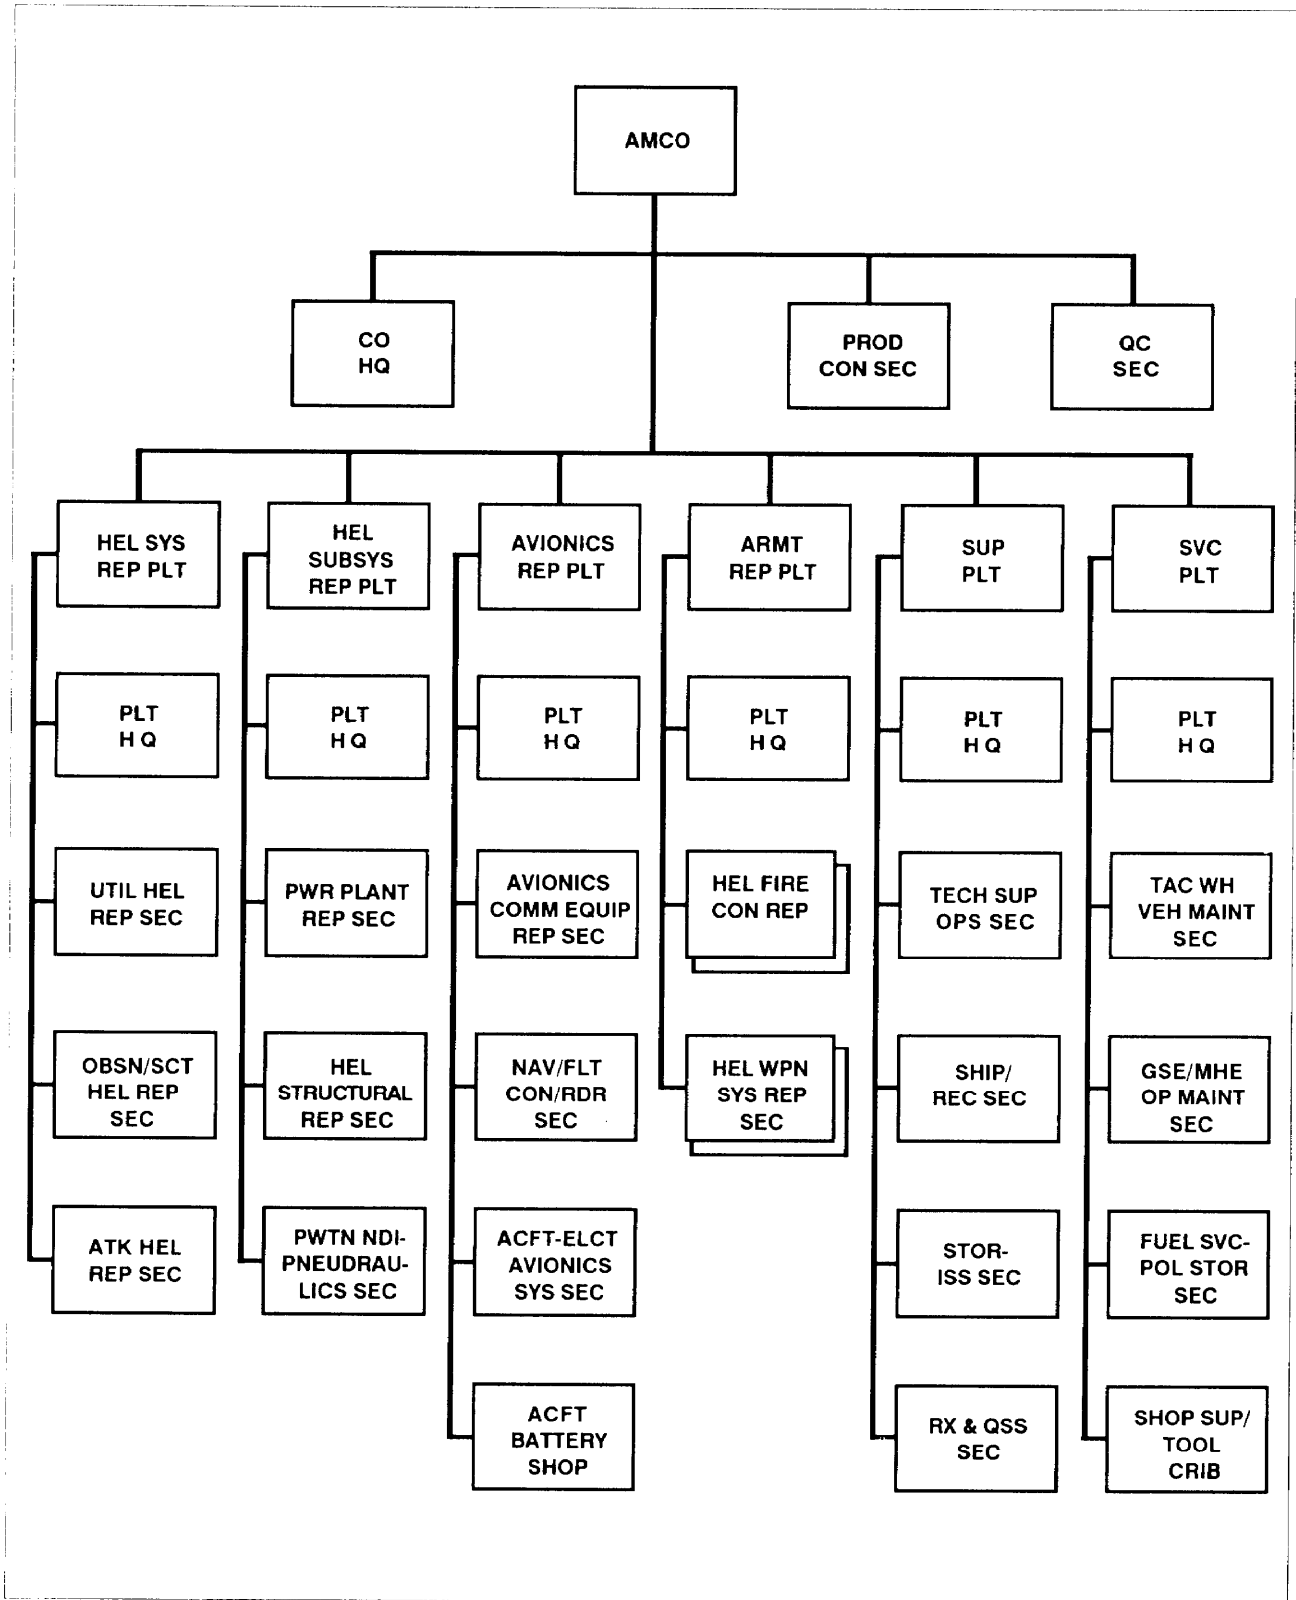 AMCO
CO
HQ
PROD
CON SEC
QC
SEC
HEL SYS
REP PLT
HEL
SUBSYS
REP PLT
AVIONICS
REP PLT
ARMT
REP PLT
SUP
PLT
SVC
PLT
PLT
H Q
PLT
H Q
PLT
H Q
PLT
H Q
PLT
H Q
PLT
H Q
UTIL HEL
REP SEC
PWR PLANT
REP SEC
AVIONICS
COMM EQUIP
REP SEC
HEL FIRE
CON REP
TECH SUP
OPS SEC
TAC WH
VEH MAINT
SEC
OBSN/SCT
HEL REP
SEC
HEL
STRUCTURAL
REP SEC
NAV/FLT
CON/RDR
SEC
HEL WPN
SYS REP
SEC
SHIP/
REC SEC
GSE/MHE
OP MAINT
SEC
ATK HEL
REP SEC
PWTN NDI-
PNEUDRAU-
LICS SEC
ACFT-ELCT
AVIONICS
SYS SEC
STOR-
ISS SEC
FUEL SVC-
POL STOR
SEC
ACFT
BATTERY
SHOP
RX & QSS
SEC
SHOP SUP/
TOOL
CRIB